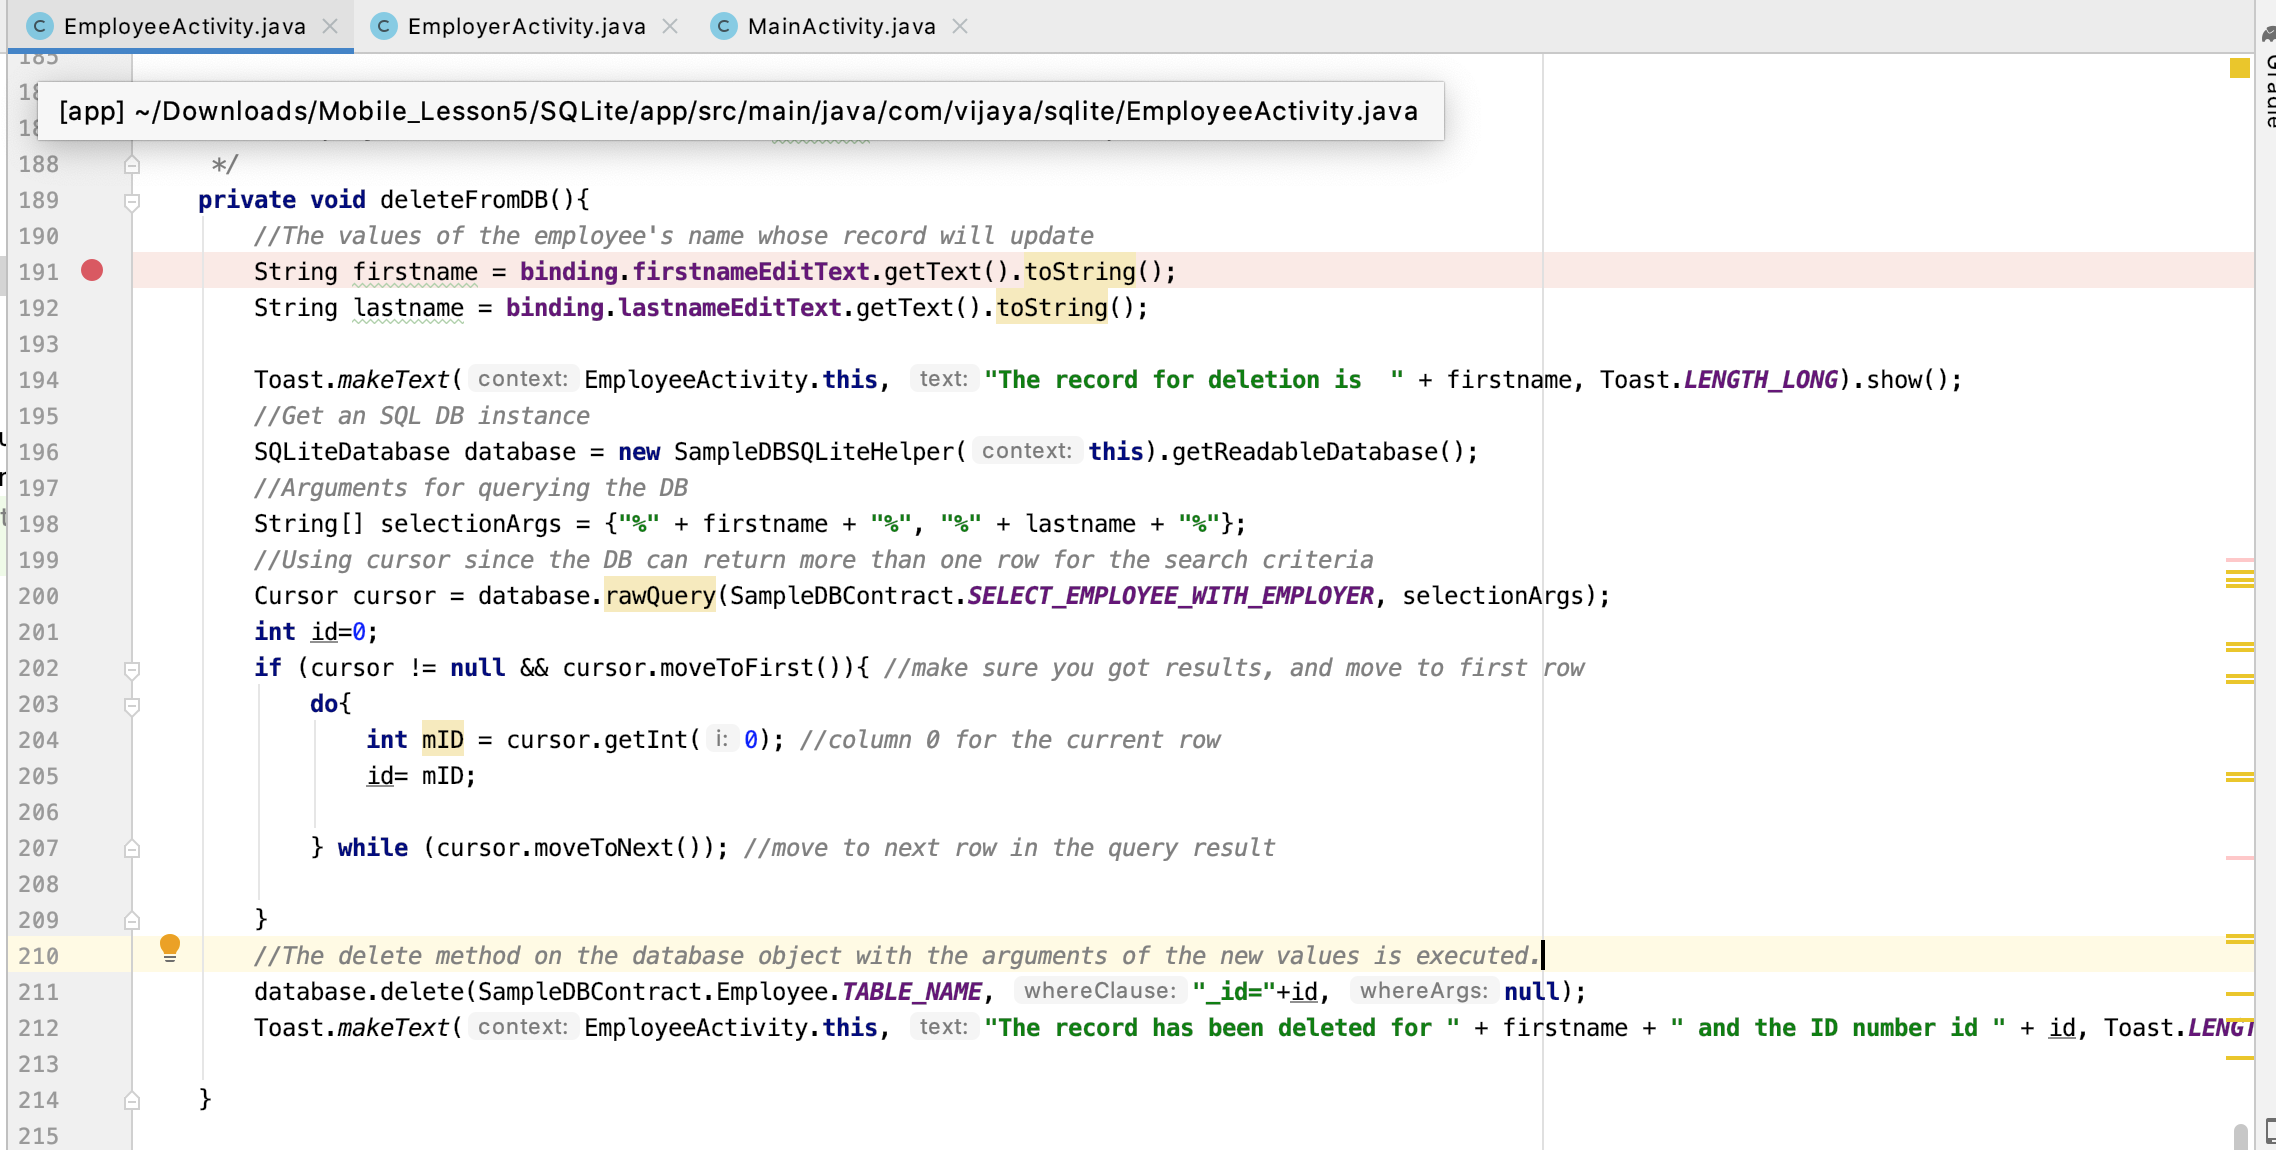 EmployeeActivity.java EmployerActivity.java MainActivity.java
185
[app] ~/Downloads/Mobile_Lesson5/SQLite/app/src/main/java/com/vijaya/sqlite/EmployeeActivity.java
188 */
189 private void deleteFromDB(){
190 //The values of the employee's name whose record will update
191 String firstname = binding.firstnameEditText.getText().toString();
192 String lastname = binding.lastnameEditText.getText().toString();
193
194 Toast.makeText( context: EmployeeActivity.this, text: "The record for deletion is  " + firstname, Toast.LENGTH_LONG).show();
195 //Get an SQL DB instance
196 SQLiteDatabase database = new SampleDBSQLiteHelper( context: this).getReadableDatabase();
197 //Arguments for querying the DB
198 String[] selectionArgs = {"%" + firstname + "%", "%" + lastname + "%"};
199 //Using cursor since the DB can return more than one row for the search criteria
200 Cursor cursor = database.rawQuery(SampleDBContract.SELECT_EMPLOYEE_WITH_EMPLOYER, selectionArgs);
201 int id=0;
202 if (cursor != null && cursor.moveToFirst()){ //make sure you got results, and move to first row
203 do{
204 int mID = cursor.getInt( i: 0); //column 0 for the current row
205 id= mID;
206
207 } while (cursor.moveToNext()); //move to next row in the query result
208
209 }
210 //The delete method on the database object with the arguments of the new values is executed.
211 database.delete(SampleDBContract.Employee.TABLE_NAME, whereClause: "_id="+id, whereArgs: null);
212 Toast.makeText( context: EmployeeActivity.this, text: "The record has been deleted for " + firstname + " and the ID number id " + id, Toast.LENGT
213
214 }
215
Gradle